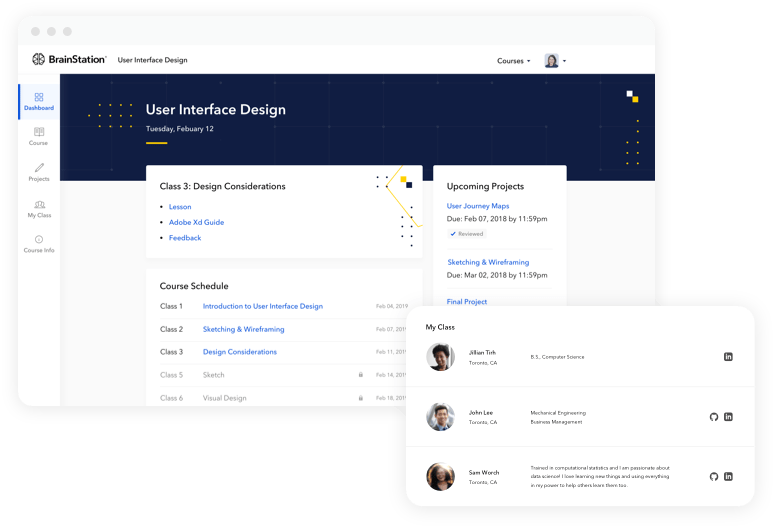 BrainStation®
User Interface Design
Courses
Dashboard
Course
Projects
My Class
Course Info
User Interface Design
Tuesday, Febuary 12
Class 3: Design Considerations
Lesson
Adobe Xd Guide
Feedback
Upcoming Projects
User Journey Maps
Due: Feb 07, 2018 by 11:59pm
Reviewed
Sketching & Wireframing
Due: Mar 02, 2018 by 11:59pm
Final Project
Course Schedule
Class 1 Introduction to User Interface Design Feb 04, 2019
Class 2 Sketching & Wireframing Feb 07, 2019
Class 3 Design Considerations Feb 11, 2019
Class 5 Sketch Feb 14, 2019
Class 6 Visual Design Feb 18, 2019
My Class
Jillian Tirh
Toronto, CA
B.S., Computer Science
in
John Lee
Toronto, CA
Mechanical Engineering
Business Management
in
Sam Worch
Toronto, CA
Trained in computational statistics and I am passionate about
data science! I love learning new things and using everything
in my power to help others learn them too.
in